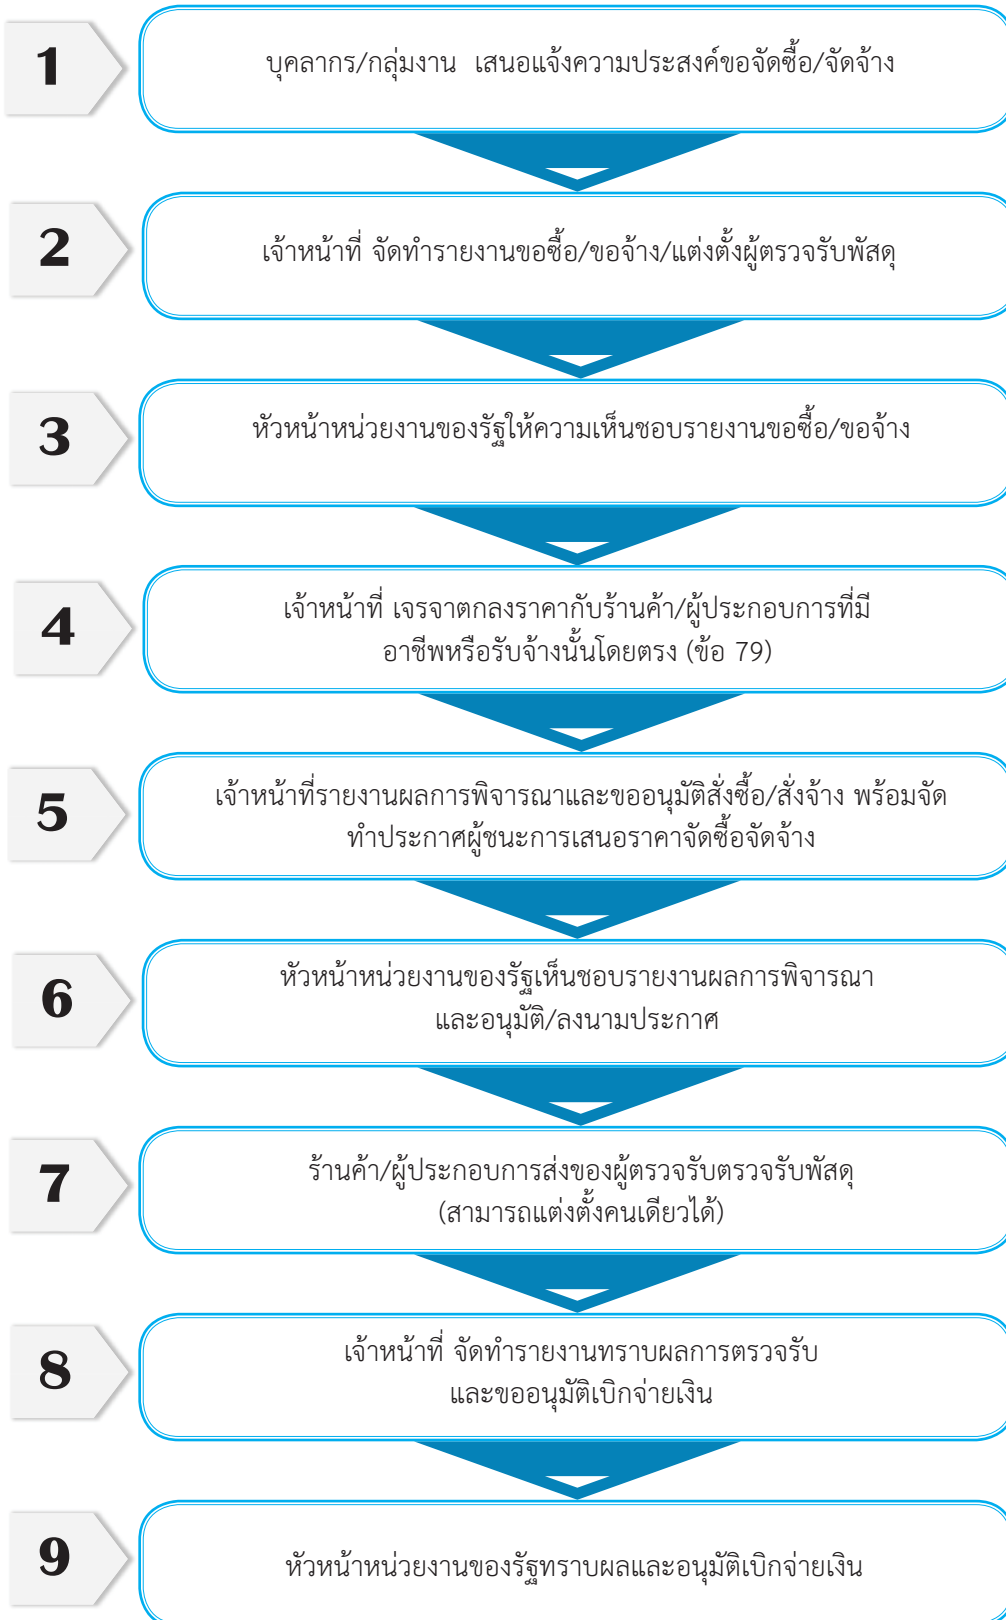 1
บุคลากร/กลุ่มงาน เสนอแจ้งความประสงค์ขอจัดซื้อ/จัดจ้าง
2
เจ้าหน้าที่ จัดทำรายงานขอซื้อ/ขอจ้าง/แต่งตั้งผู้ตรวจรับพัสดุ
3
หัวหน้าหน่วยงานของรัฐให้ความเห็นชอบรายงานขอซื้อ/ขอจ้าง
4
เจ้าหน้าที่ เจรจาตกลงราคากับร้านค้า/ผู้ประกอบการที่มี
อาชีพหรือรับจ้างนั้นโดยตรง (ข้อ 79)
5
เจ้าหน้าที่รายงานผลการพิจารณาและขออนุมัติสั่งซื้อ/สั่งจ้าง พร้อมจัด
ทำประกาศผู้ชนะการเสนอราคาจัดซื้อจัดจ้าง
6
หัวหน้าหน่วยงานของรัฐเห็นชอบรายงานผลการพิจารณา
และอนุมัติ/ลงนามประกาศ
7
ร้านค้า/ผู้ประกอบการส่งของผู้ตรวจรับตรวจรับพัสดุ
(สามารถแต่งตั้งคนเดียวได้)
8
เจ้าหน้าที่ จัดทำรายงานทราบผลการตรวจรับ
และขออนุมัติเบิกจ่ายเงิน
9
หัวหน้าหน่วยงานของรัฐทราบผลและอนุมัติเบิกจ่ายเงิน